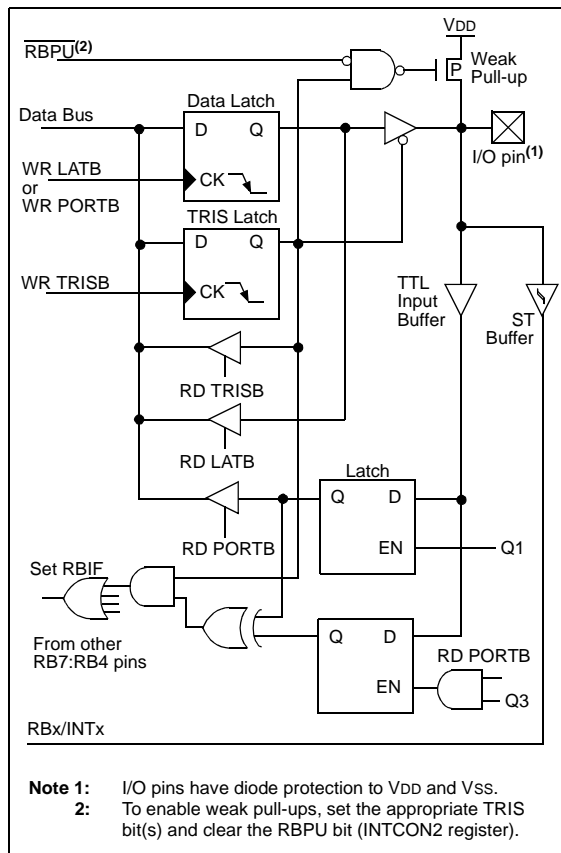 VDD
RBPU(2)
Weak
Pull-up
P
Data Latch
Data Bus
D
Q
I/O pin(1)
WR LATB
or
WR PORTB
CK
TRIS Latch
D
Q
WR TRISB
CK
TTL
Input
Buffer
ST
Buffer
RD TRISB
RD LATB
Latch
Q
D
RD PORTB
EN
Q1
Set RBIF
From other
RB7:RB4 pins
Q
D
RD PORTB
EN
Q3
RBx/INTx
Note 1: I/O pins have diode protection to VDD and VSS.
2: To enable weak pull-ups, set the appropriate TRIS
bit(s) and clear the RBPU bit (INTCON2 register).